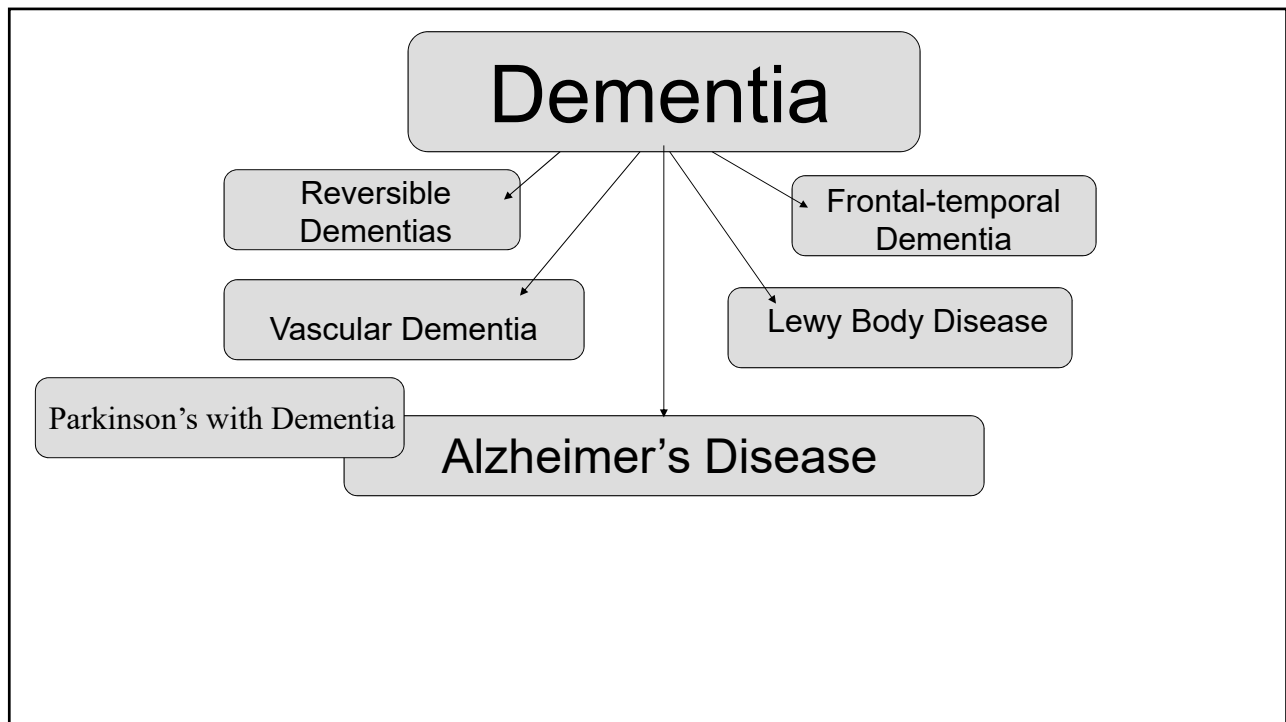 Dementia
Reversible
Dementias
Frontal-temporal
Dementia
Vascular Dementia
Lewy Body Disease
Parkinson’s with Dementia
Alzheimer’s Disease